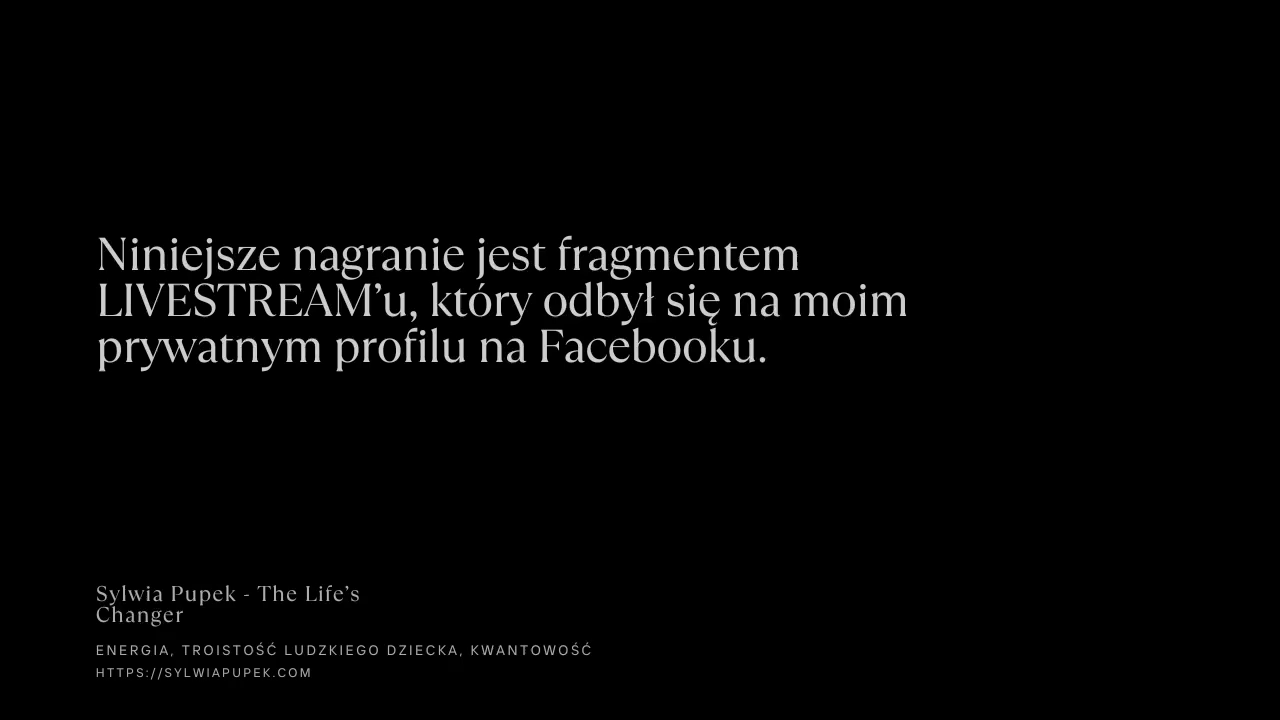 Niniejsze nagranie jest fragmentem
LIVESTREAM’u, który odbył się na moim
prywatnym profilu na Facebooku.
Sylwia Pupek - The Life’s
Changer
ENERGIA, TROISTOŚĆ LUDZKIEGO DZIECKA, KWANTOWOŚĆ
HTTPS://SYLWIAPUPEK.COM